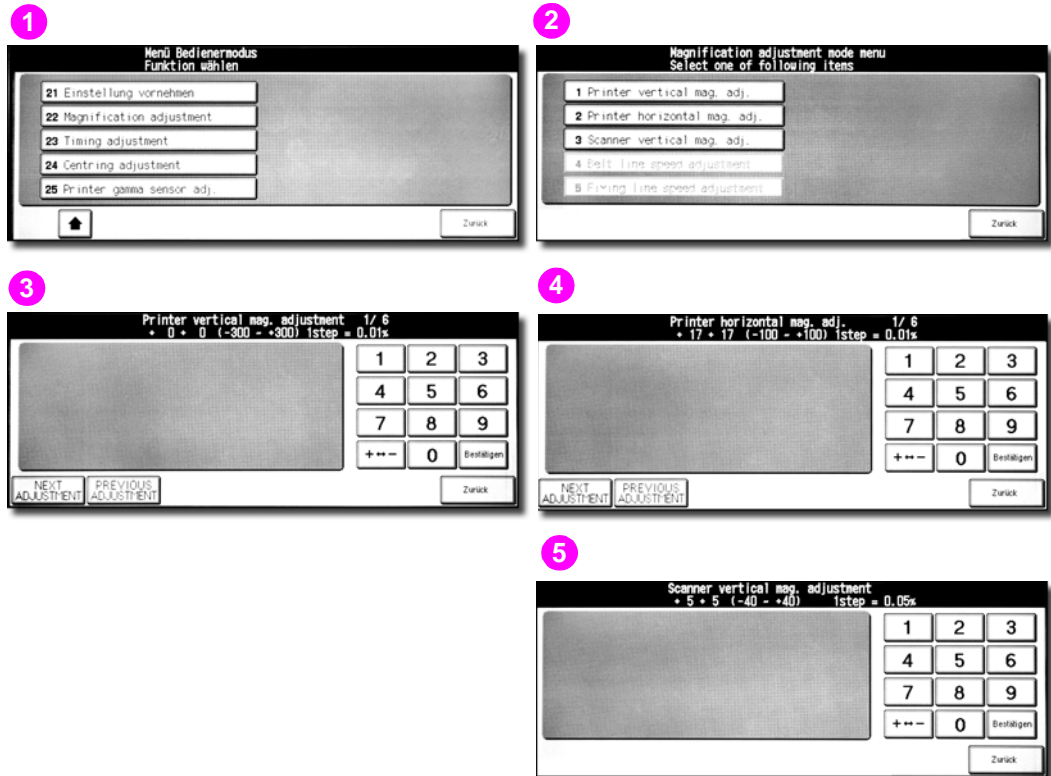 1
Menü Bedienermodus
Funktion wählen
21 Einstellung vornehmen
22 Magnification adjustment
23 Timing adjustment
24 Centring adjustment
25 Printer gamma sensor adj.
Zurück
2
Magnification adjustment mode menu
Select one of following items
1 Printer vertical mag. adj.
2 Printer horizontal mag. adj.
3 Scanner vertical mag. adj.
4 Belt line speed adjustment
5 Fixing line speed adjustment
Zurück
3
Printer vertical mag. adjustment 1/ 6
+ 0 + 0 (-300 - +300) 1step = 0.01%
1 2 3
4 5 6
7 8 9
+↔- 0 Bestätigen
NEXT ADJUSTMENT PREVIOUS ADJUSTMENT
Zurück
4
Printer horizontal mag. adj. 1/ 6
+ 17 + 17 (-100 - +100) 1step = 0.01%
1 2 3
4 5 6
7 8 9
+↔- 0 Bestätigen
NEXT ADJUSTMENT PREVIOUS ADJUSTMENT
Zurück
5
Scanner vertical mag. adjustment
+ 5 + 5 (-40 - +40) 1step = 0.05%
1 2 3
4 5 6
7 8 9
+↔- 0 Bestätigen
Zurück